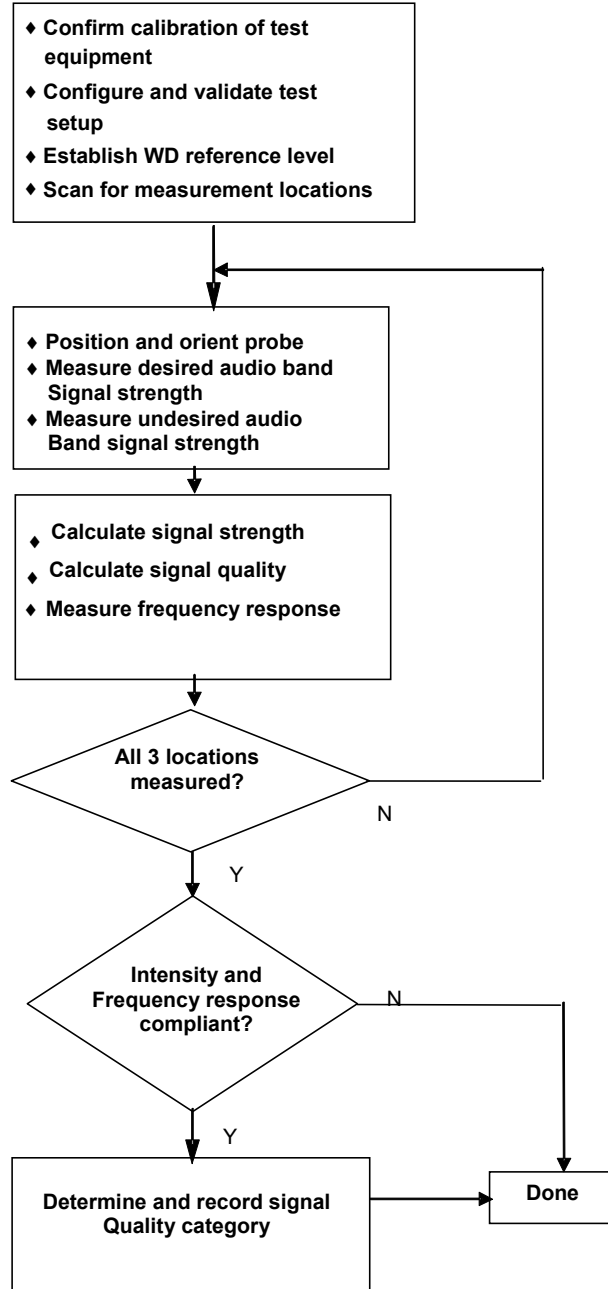 ♦ Confirm calibration of test
equipment
♦ Configure and validate test
setup
♦ Establish WD reference level
♦ Scan for measurement locations
♦ Position and orient probe
♦ Measure desired audio band
Signal strength
♦ Measure undesired audio
Band signal strength
♦ Calculate signal strength
♦ Calculate signal quality
♦ Measure frequency response
All 3 locations
measured?
N
Y
Intensity and
Frequency response
compliant?
N
Y
Determine and record signal
Quality category
Done